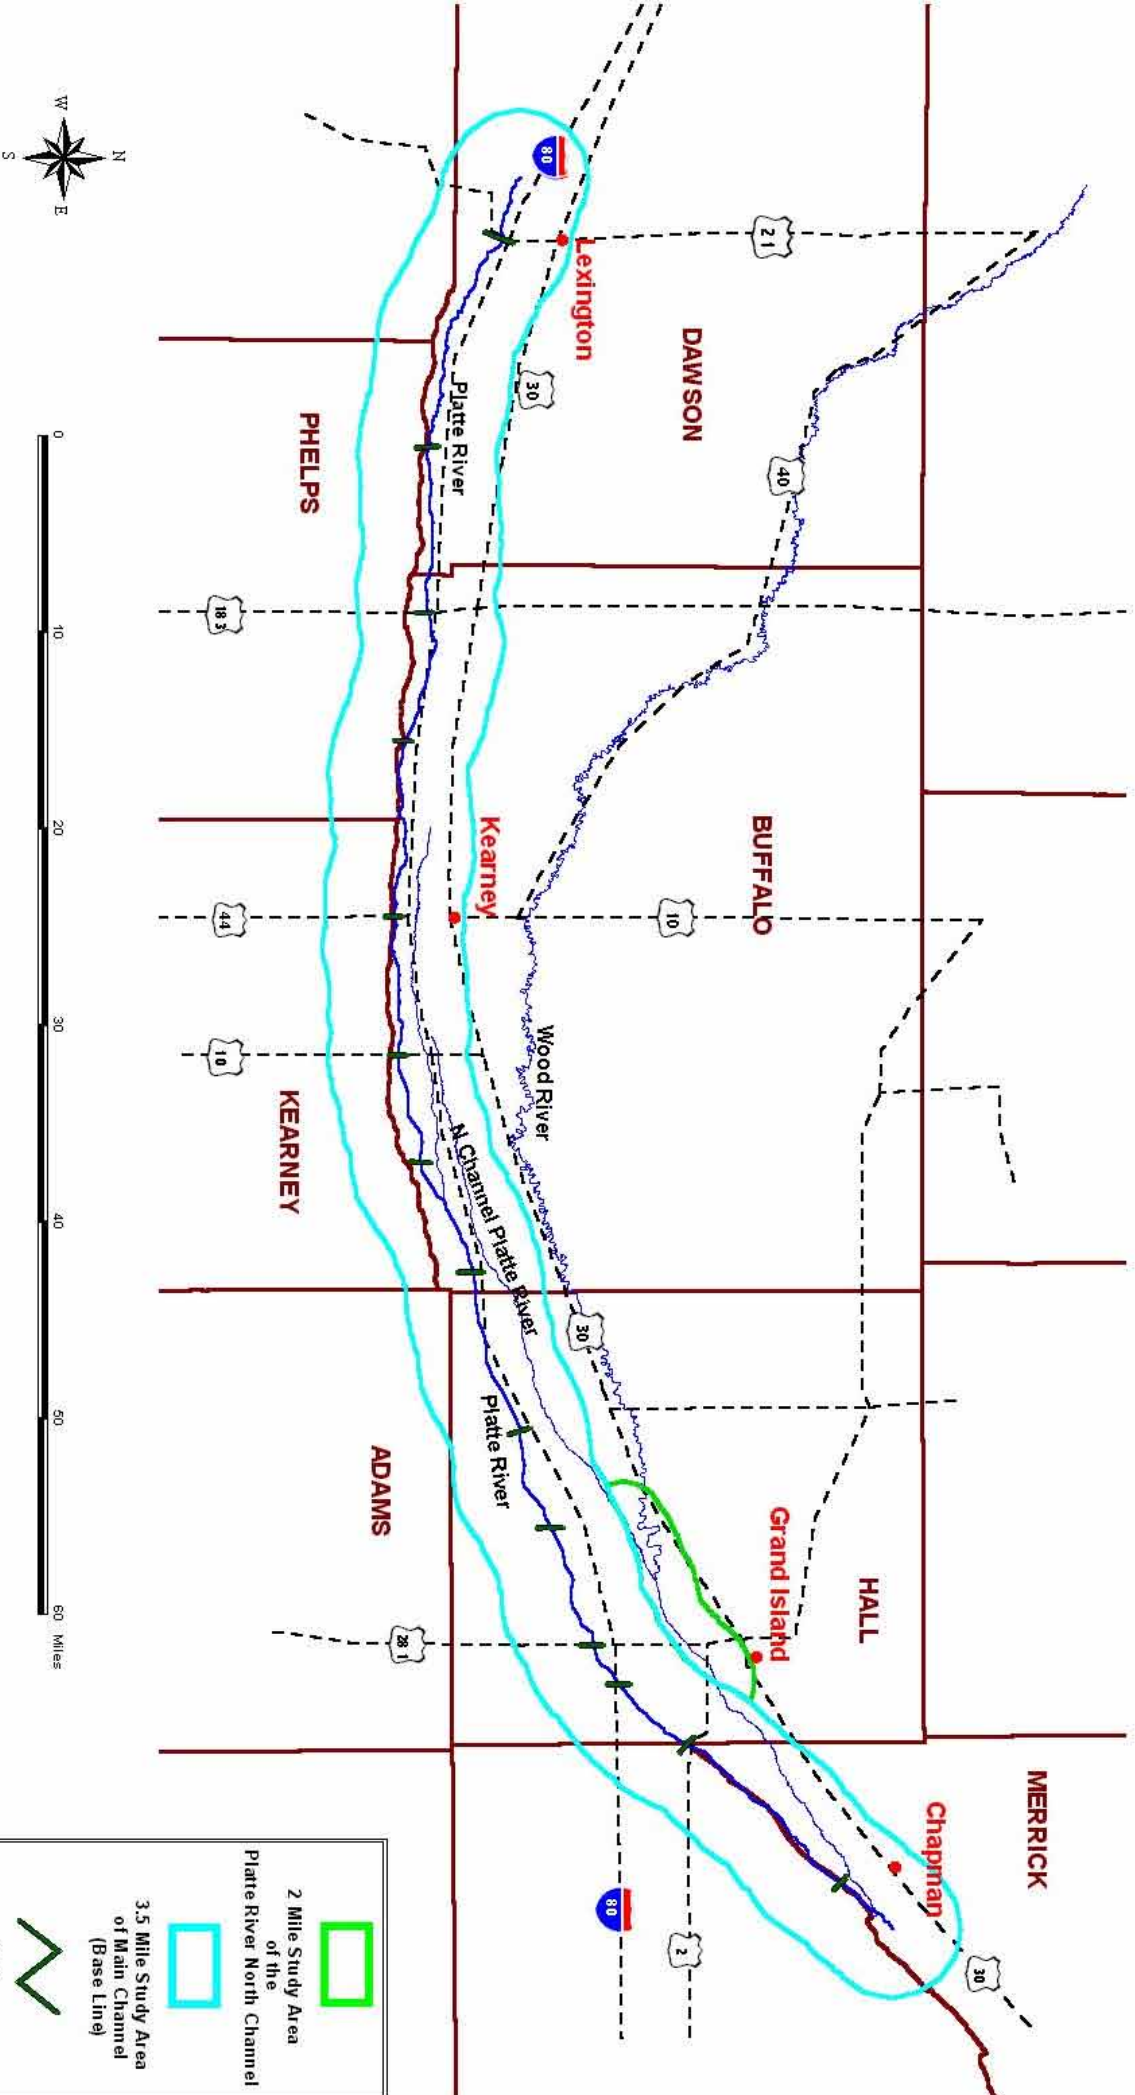 MERRICK
HALL
BUFFALO
DAWSON
21
Lexington
80
30
40
Platte River
PHELPS
183
Kearney
10
44
10
Wood River
N Channel Platte River
KEARNEY
30
Platte River
ADAMS
Grand Island
281
Chapman
30
2
80
N
W
E
S
0
10
20
30
40
50
60 Miles
2 Mile Study Area
of the
Platte River North Channel
3.5 Mile Study Area
of Main Channel
(Base Line)